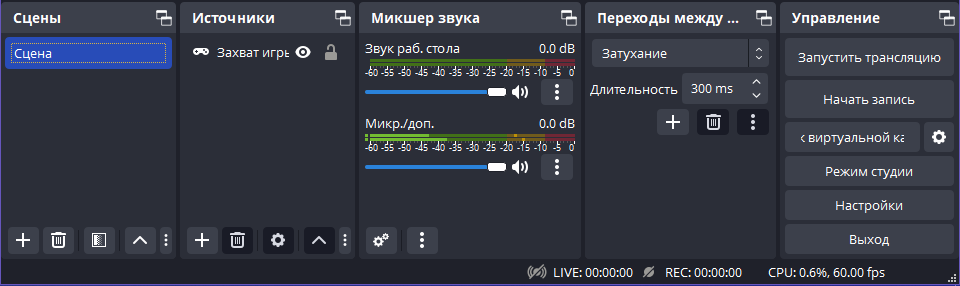 Сцены
Сцена
Источники
Захват игры
Микшер звука
Звук раб. стола 0.0 dB
-60 -55 -50 -45 -40 -35 -30 -25 -20 -15 -10 -5 0
Микр./доп. 0.0 dB
-60 -55 -50 -45 -40 -35 -30 -25 -20 -15 -10 -5 0
Переходы между ...
Затухание
Длительность 300 ms
Управление
Запустить трансляцию
Начать запись
к виртуальной ка
Режим студии
Настройки
Выход
LIVE: 00:00:00 REC: 00:00:00 CPU: 0.6%, 60.00 fps